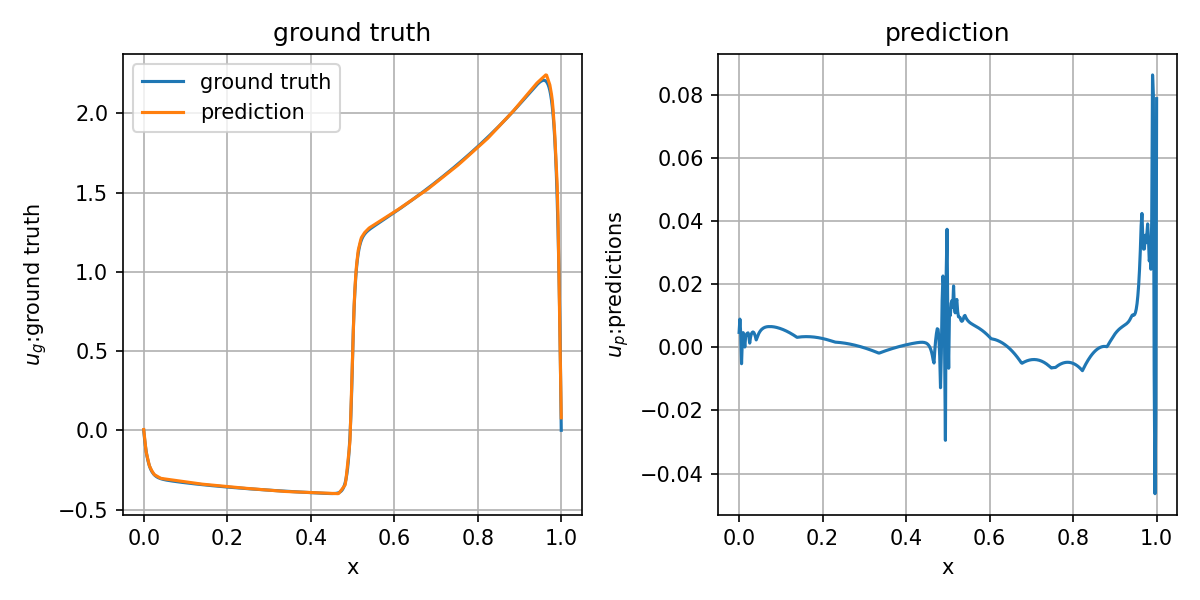 ground truth
ground truth
prediction
u_g:ground truth
2.0
1.5
1.0
0.5
0.0
−0.5
0.0 0.2 0.4 0.6 0.8 1.0
x
prediction
u_p:predictions
0.08
0.06
0.04
0.02
0.00
−0.02
−0.04
0.0 0.2 0.4 0.6 0.8 1.0
x